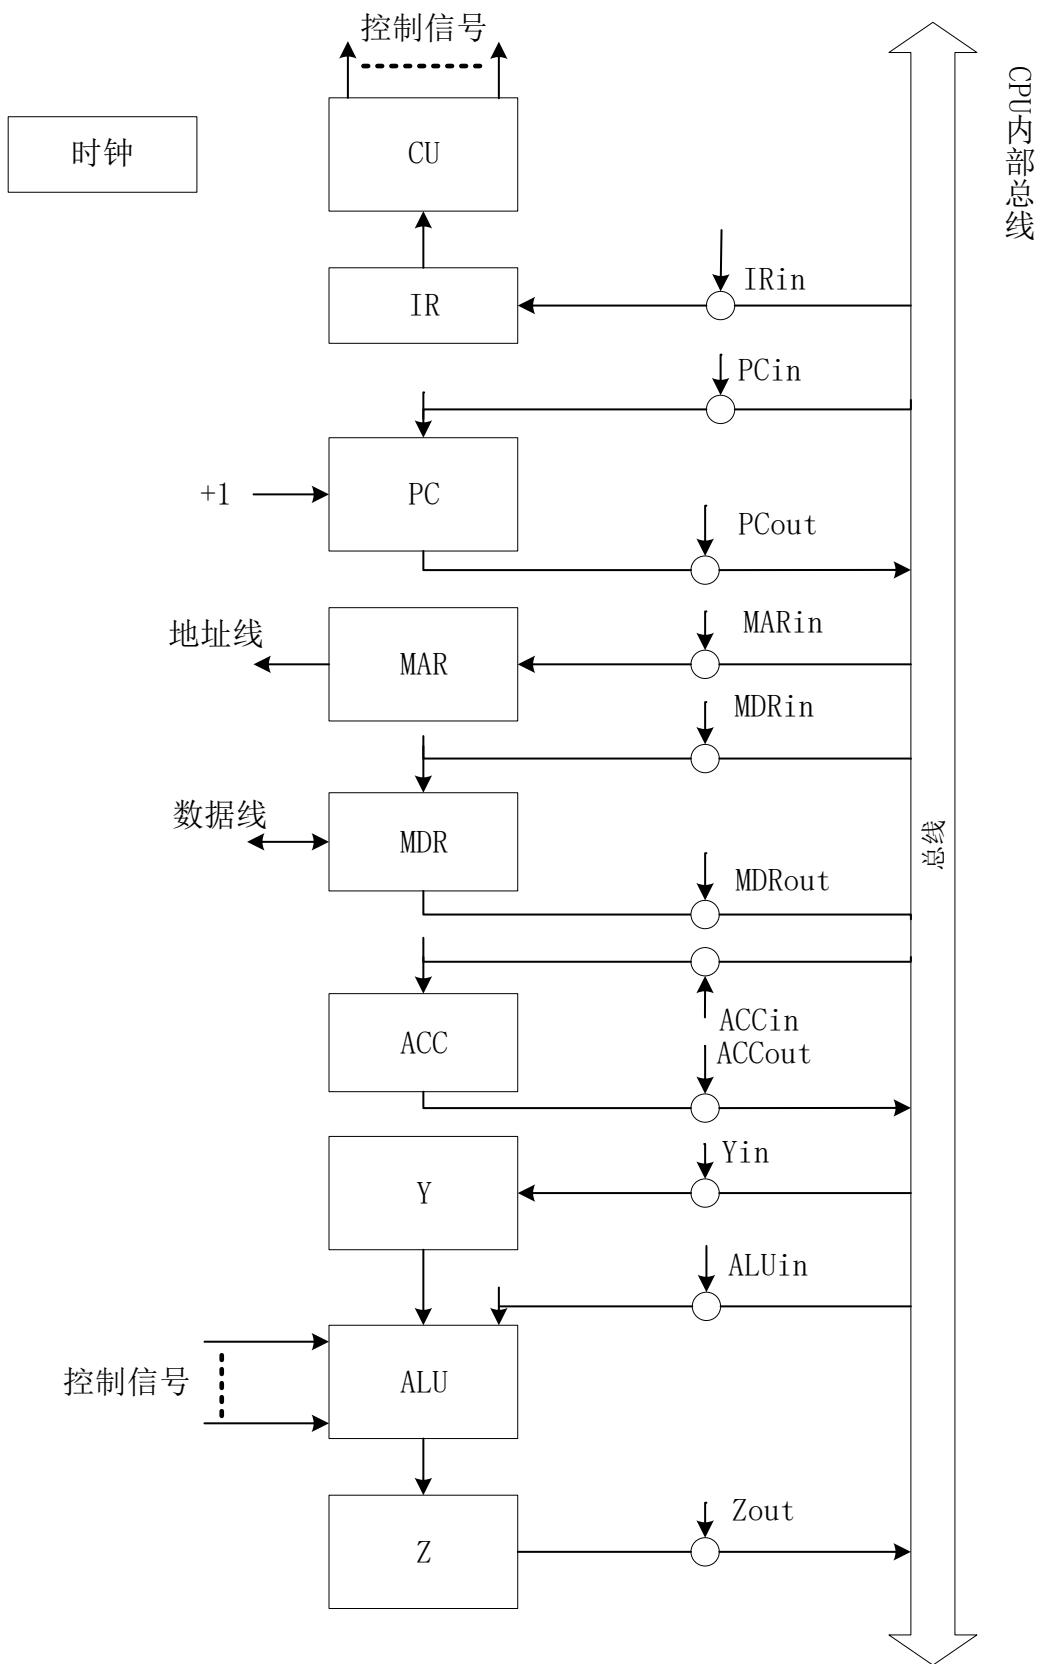 控制信号
CPU内部总线
时钟
CU
IRin
IR
PCin
+1
PC
PCout
地址线
MAR
MARin
MDRin
数据线
MDR
总线
MDRout
ACC
ACCin
ACCout
Y
Yin
ALUin
控制信号
ALU
Z
Zout